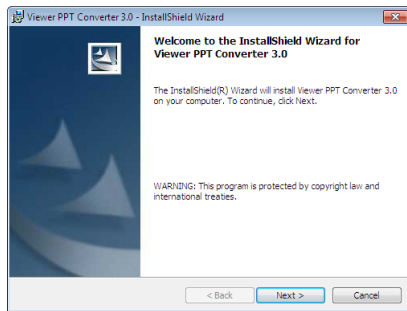 Viewer PPT Converter 3.0 - InstallShield Wizard
Welcome to the InstallShield Wizard for
Viewer PPT Converter 3.0
The InstallShield(R) Wizard will install Viewer PPT Converter 3.0
on your computer. To continue, click Next.
WARNING: This program is protected by copyright law and
international treaties.
< Back Next > Cancel